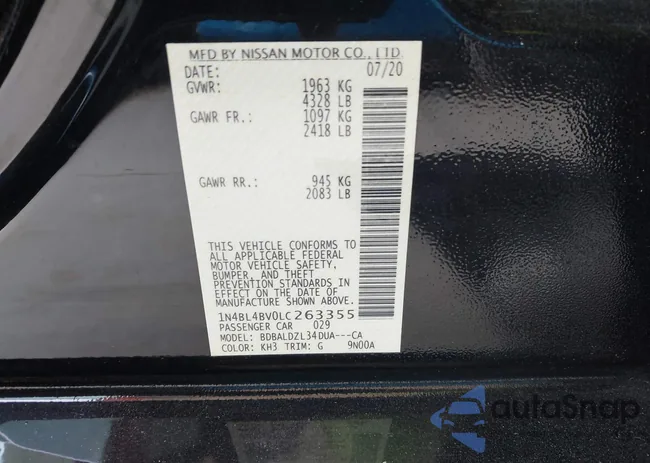 MFD BY NISSAN MOTOR CO., LTD.
DATE: 07/20
GVWR: 1963 KG
4328 LB
GAWR FR.: 1097 KG
2418 LB
GAWR RR.: 945 KG
2083 LB
THIS VEHICLE CONFORMS TO
ALL APPLICABLE FEDERAL
MOTOR VEHICLE SAFETY,
BUMPER, AND THEFT
PREVENTION STANDARDS IN
EFFECT ON THE DATE OF
MANUFACTURE SHOWN ABOVE.
1N4BL4BV0LC263355
PASSENGER CAR 029
MODEL: BDBALDZL34DUA---CA
COLOR: KH3 TRIM: G 9N00A
autoSnap